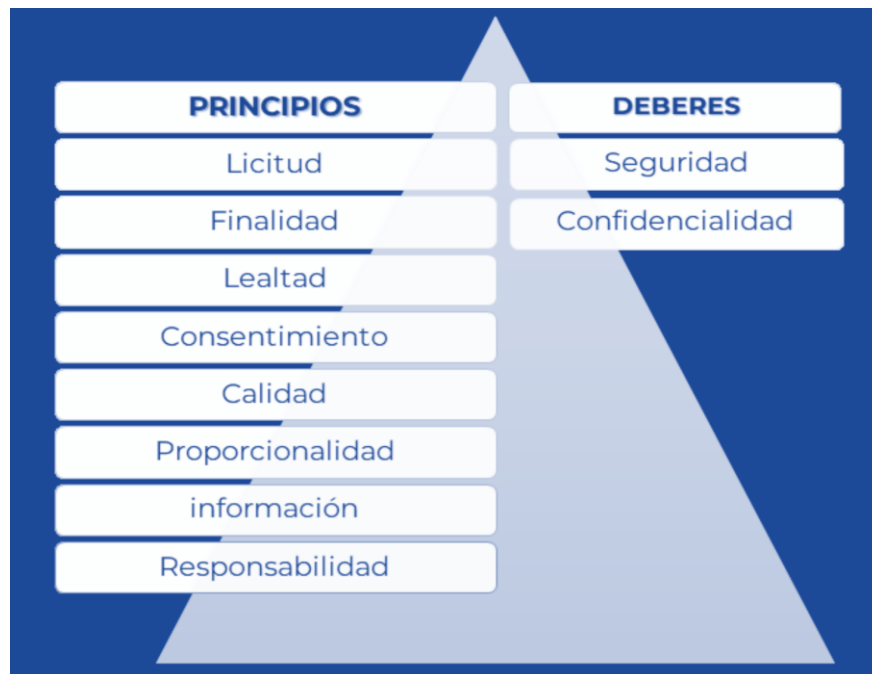 PRINCIPIOS
Licitud
Finalidad
Lealtad
Consentimiento
Calidad
Proporcionalidad
información
Responsabilidad
DEBERES
Seguridad
Confidencialidad